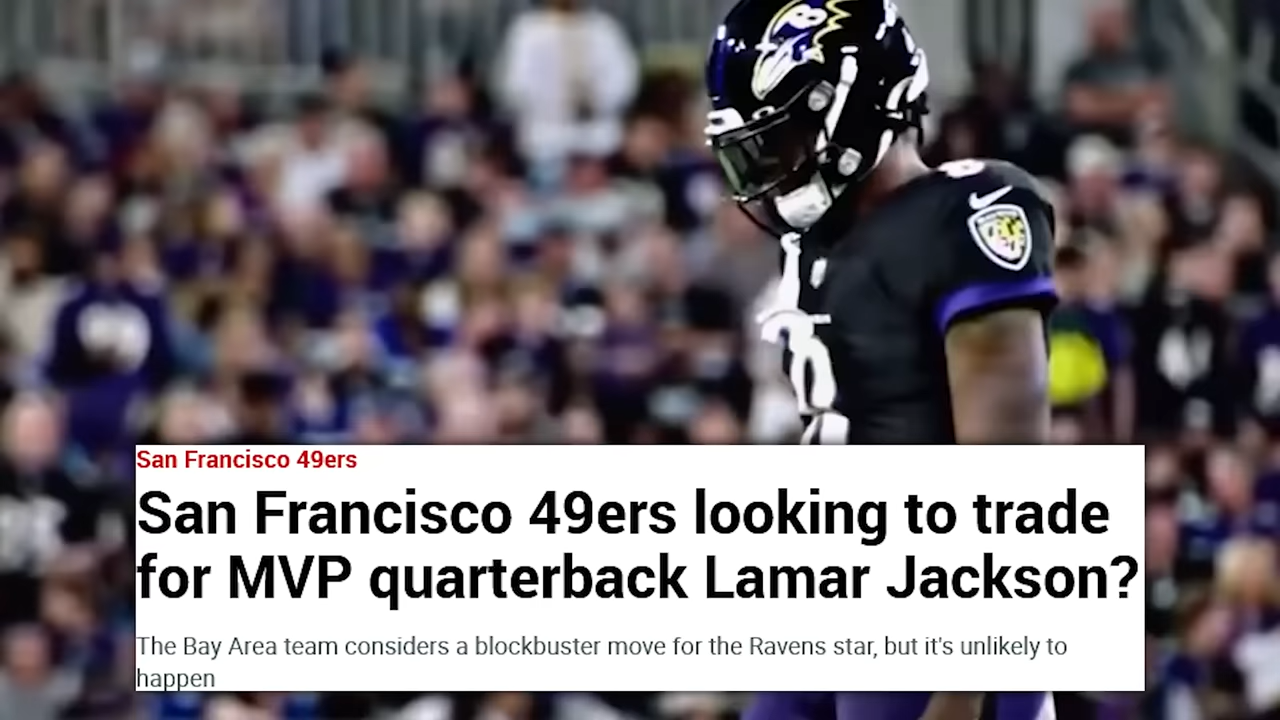 San Francisco 49ers
San Francisco 49ers looking to trade
for MVP quarterback Lamar Jackson?
The Bay Area team considers a blockbuster move for the Ravens star, but it's unlikely to
happen